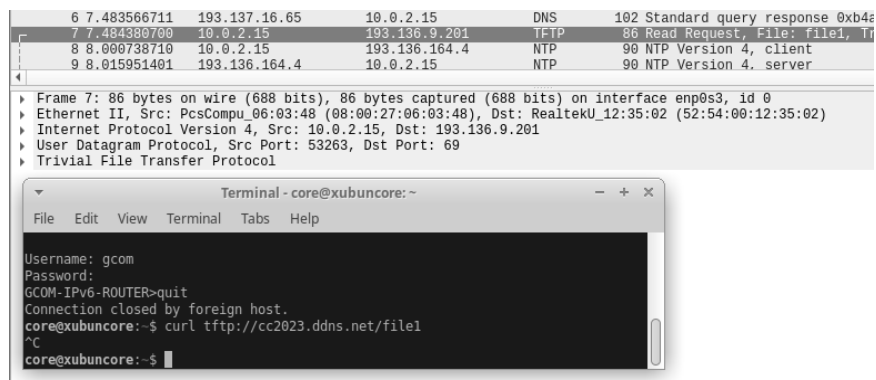 6 7.483566711 193.137.16.65 10.0.2.15 DNS 102 Standard query response 0xb4a
7 7.484380700 10.0.2.15 193.136.9.201 TFTP 86 Read Request, File: file1, Tr
8 8.000738710 10.0.2.15 193.136.164.4 NTP 90 NTP Version 4, client
9 8.015951401 193.136.164.4 10.0.2.15 NTP 90 NTP Version 4, server
Frame 7: 86 bytes on wire (688 bits), 86 bytes captured (688 bits) on interface enp0s3, id 0
Ethernet II, Src: PcsCompu_06:03:48 (08:00:27:06:03:48), Dst: RealtekU_12:35:02 (52:54:00:12:35:02)
Internet Protocol Version 4, Src: 10.0.2.15, Dst: 193.136.9.201
User Datagram Protocol, Src Port: 53263, Dst Port: 69
Trivial File Transfer Protocol
Terminal - core@xubuncore: ~
File Edit View Terminal Tabs Help
Username: gcom
Password:
GCOM-IPv6-ROUTER>quit
Connection closed by foreign host.
core@xubuncore:~$ curl tftp://cc2023.ddns.net/file1
^C
core@xubuncore:~$